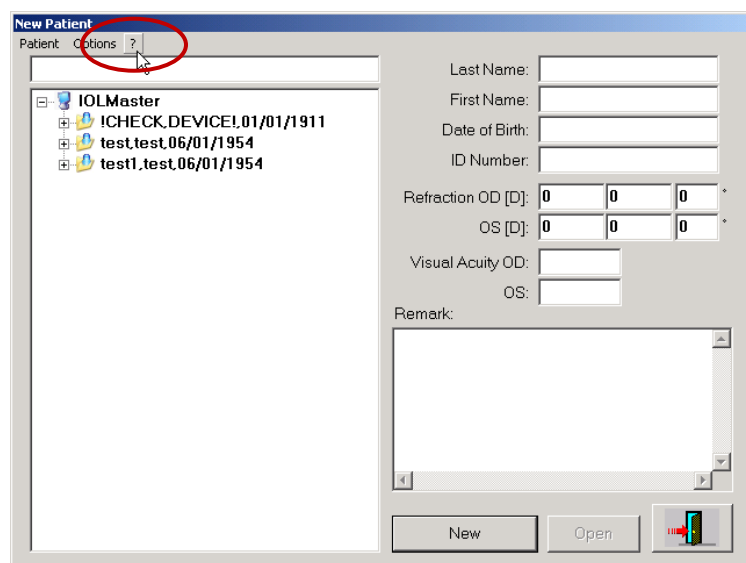 New Patient
Patient Options ?
IOLMaster
!CHECK,DEVICE!,01/01/1911
test,test,06/01/1954
test1,test,06/01/1954
Last Name:
First Name:
Date of Birth:
ID Number:
Refraction OD [D]: 0 0 0 °
OS [D]: 0 0 0 °
Visual Acuity OD:
OS:
Remark:
New Open